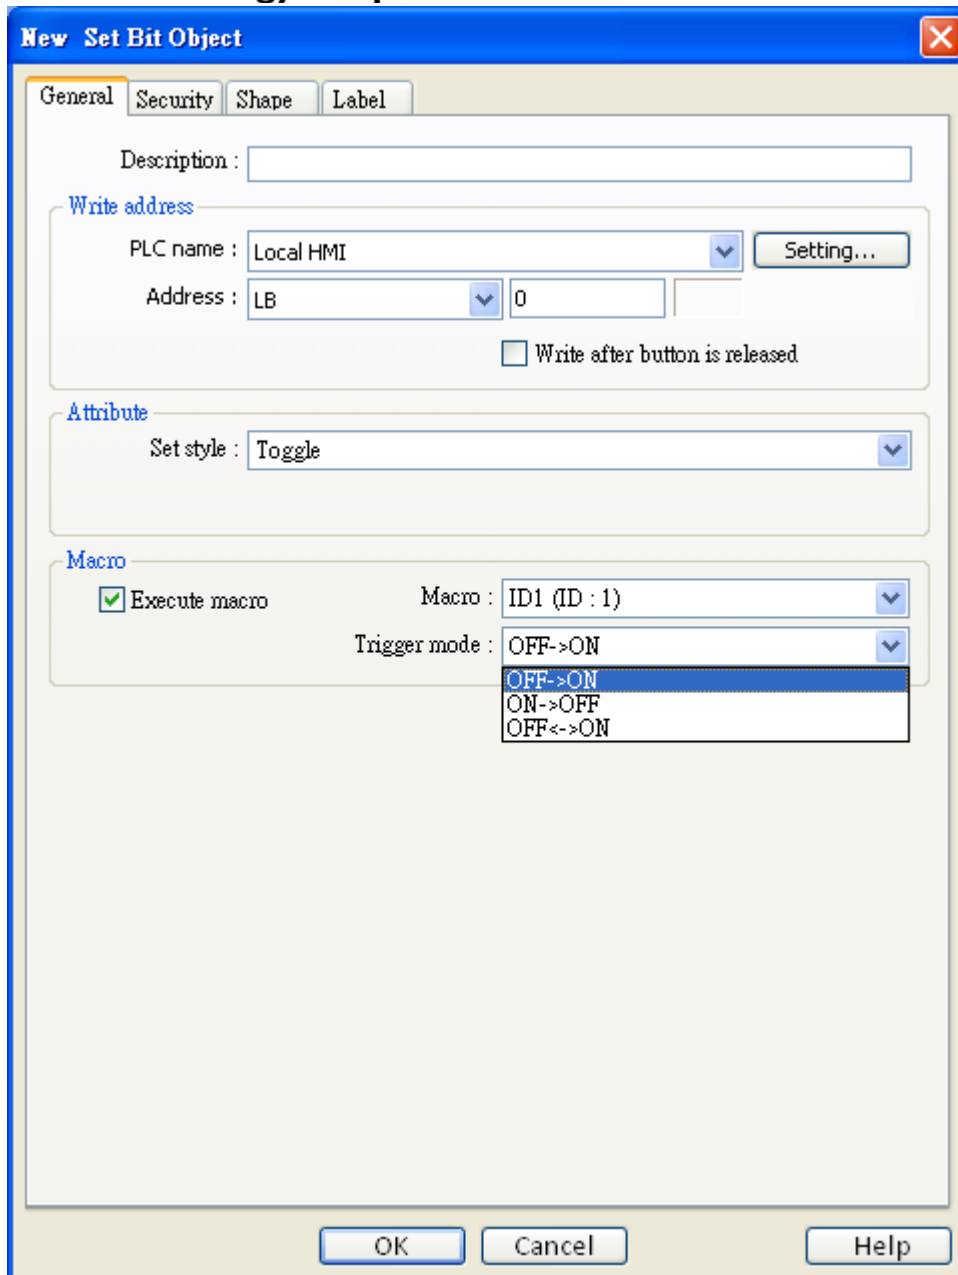 New Set Bit Object
General Security Shape Label
Description :
Write address
PLC name : Local HMI Setting...
Address : LB 0
Write after button is released
Attribute
Set style : Toggle
Macro
Execute macro Macro : ID1 (ID : 1)
Trigger mode : OFF->ON
OFF->ON
ON->OFF
OFF<->ON
OK Cancel Help